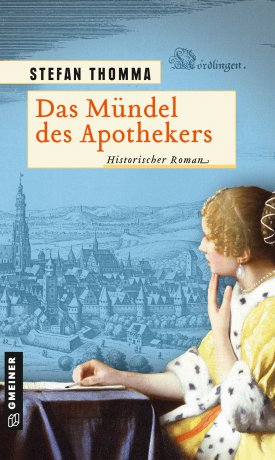 Nördlingen.
STEFAN THOMMA
Das Mündel
des Apothekers
Historischer Roman
GMEINER